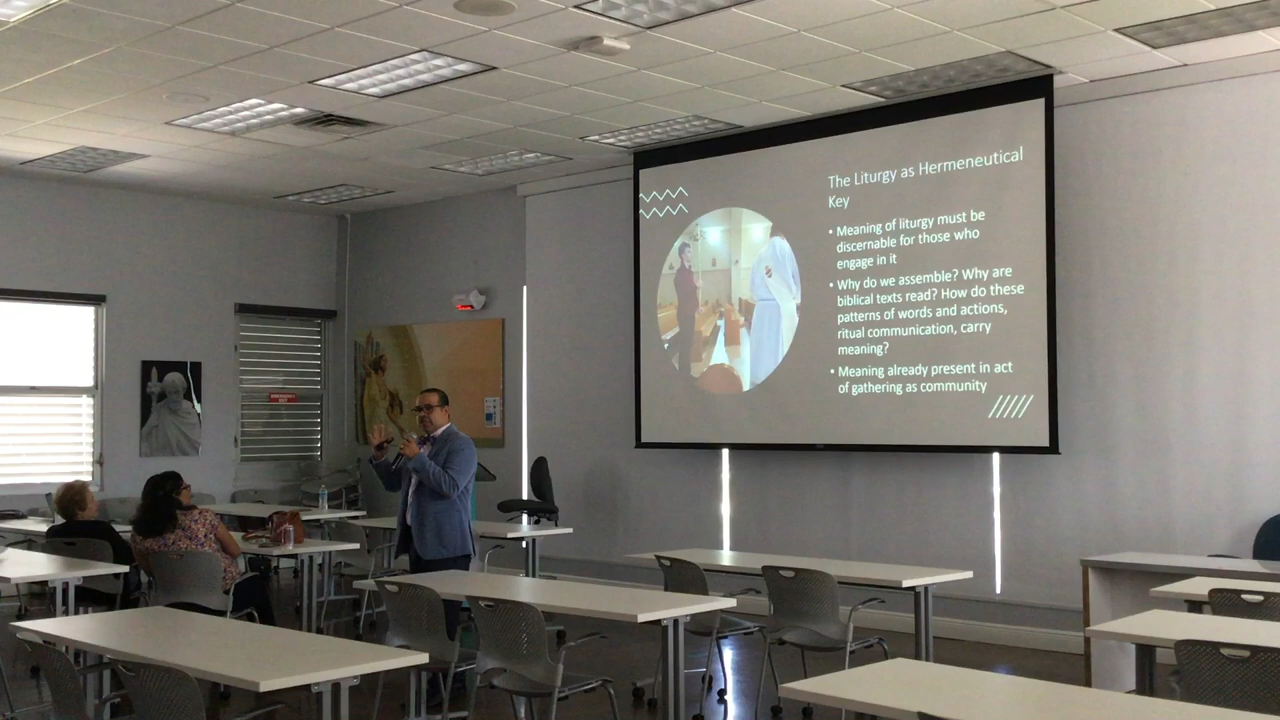 The Liturgy as Hermeneutical
Key
• Meaning of liturgy must be
discernable for those who
engage in it
• Why do we assemble? Why are
biblical texts read? How do these
patterns of words and actions,
ritual communication, carry
meaning?
• Meaning already present in act
of gathering as community